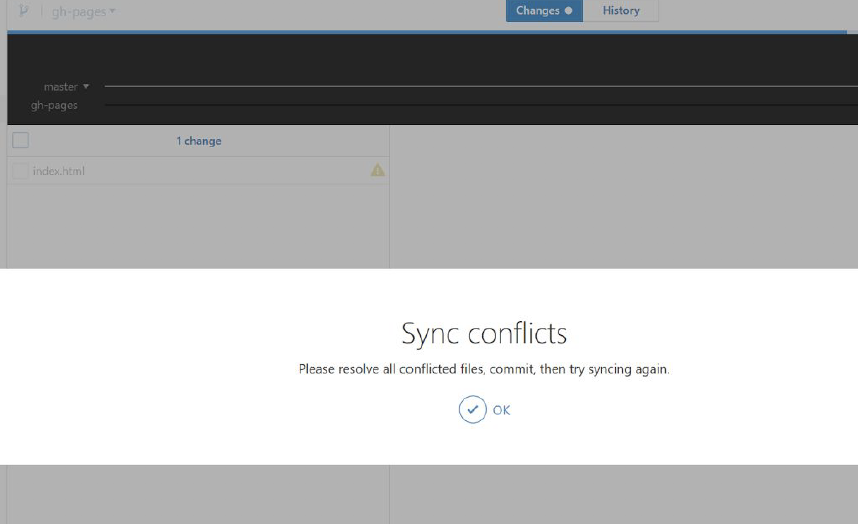 gh-pages
Changes
History
master
gh-pages
1 change
index.html
Sync conflicts
Please resolve all conflicted files, commit, then try syncing again.
OK